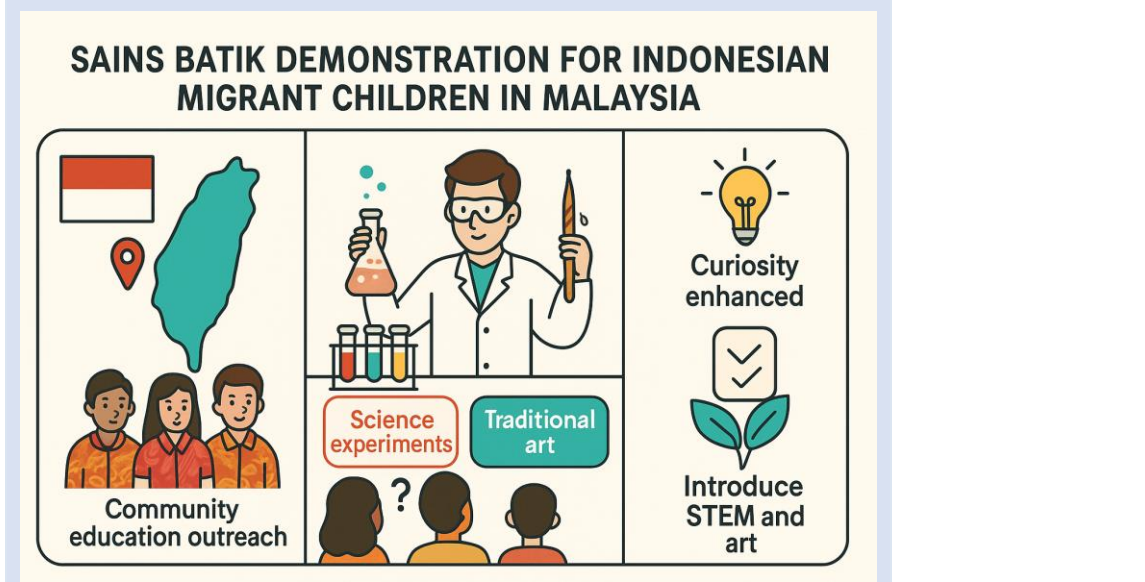 SAINS BATIK DEMONSTRATION FOR INDONESIAN
MIGRANT CHILDREN IN MALAYSIA
Community
education outreach
Science
experiments
Traditional
art
?
Curiosity
enhanced
Introduce
STEM and
art